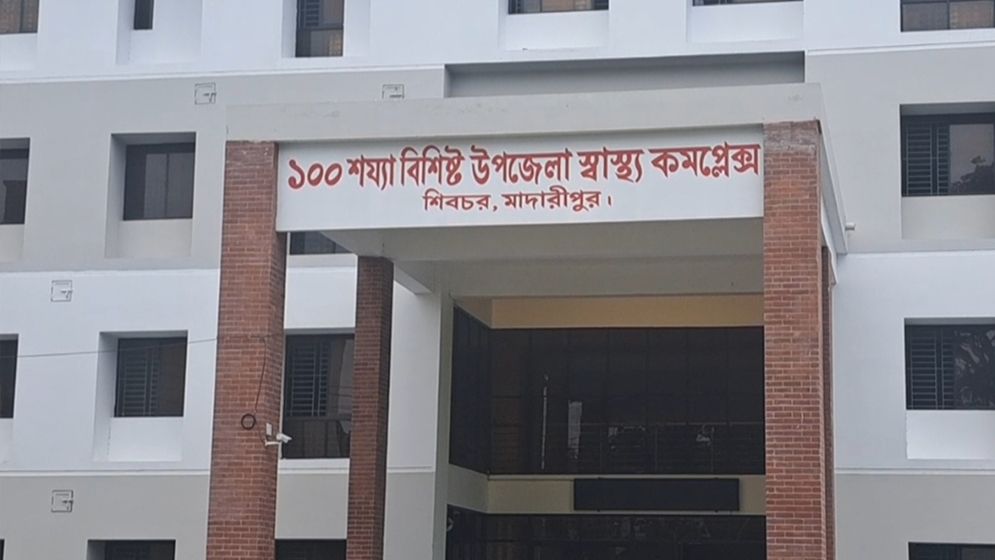 ১০০ শয্যা বিশিষ্ট উপজেলা স্বাস্থ্য কমপ্লেক্স
শিবচর, মাদারীপুর।